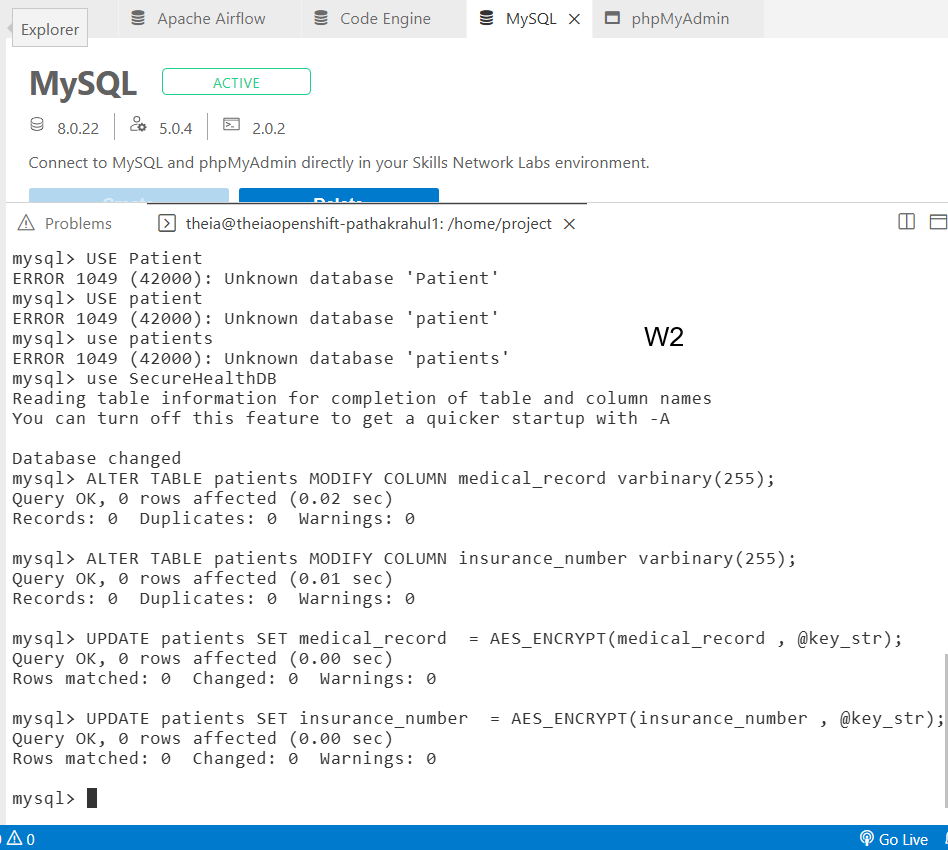 Apache Airflow
Code Engine
MySQL
phpMyAdmin
Explorer
MySQL
ACTIVE
8.0.22
5.0.4
2.0.2
Connect to MySQL and phpMyAdmin directly in your Skills Network Labs environment.
Create
Delete
Problems
theia@theiaopenshift-pathakrahul1: /home/project
mysql> USE Patient
ERROR 1049 (42000): Unknown database 'Patient'
mysql> USE patient
ERROR 1049 (42000): Unknown database 'patient'
mysql> use patients
W2
ERROR 1049 (42000): Unknown database 'patients'
mysql> use SecureHealthDB
Reading table information for completion of table and column names
You can turn off this feature to get a quicker startup with -A
Database changed
mysql> ALTER TABLE patients MODIFY COLUMN medical_record varbinary(255);
Query OK, 0 rows affected (0.02 sec)
Records: 0  Duplicates: 0  Warnings: 0
mysql> ALTER TABLE patients MODIFY COLUMN insurance_number varbinary(255);
Query OK, 0 rows affected (0.01 sec)
Records: 0  Duplicates: 0  Warnings: 0
mysql> UPDATE patients SET medical_record  = AES_ENCRYPT(medical_record , @key_str);
Query OK, 0 rows affected (0.00 sec)
Rows matched: 0  Changed: 0  Warnings: 0
mysql> UPDATE patients SET insurance_number  = AES_ENCRYPT(insurance_number , @key_str);
Query OK, 0 rows affected (0.00 sec)
Rows matched: 0  Changed: 0  Warnings: 0
mysql>
0
Go Live